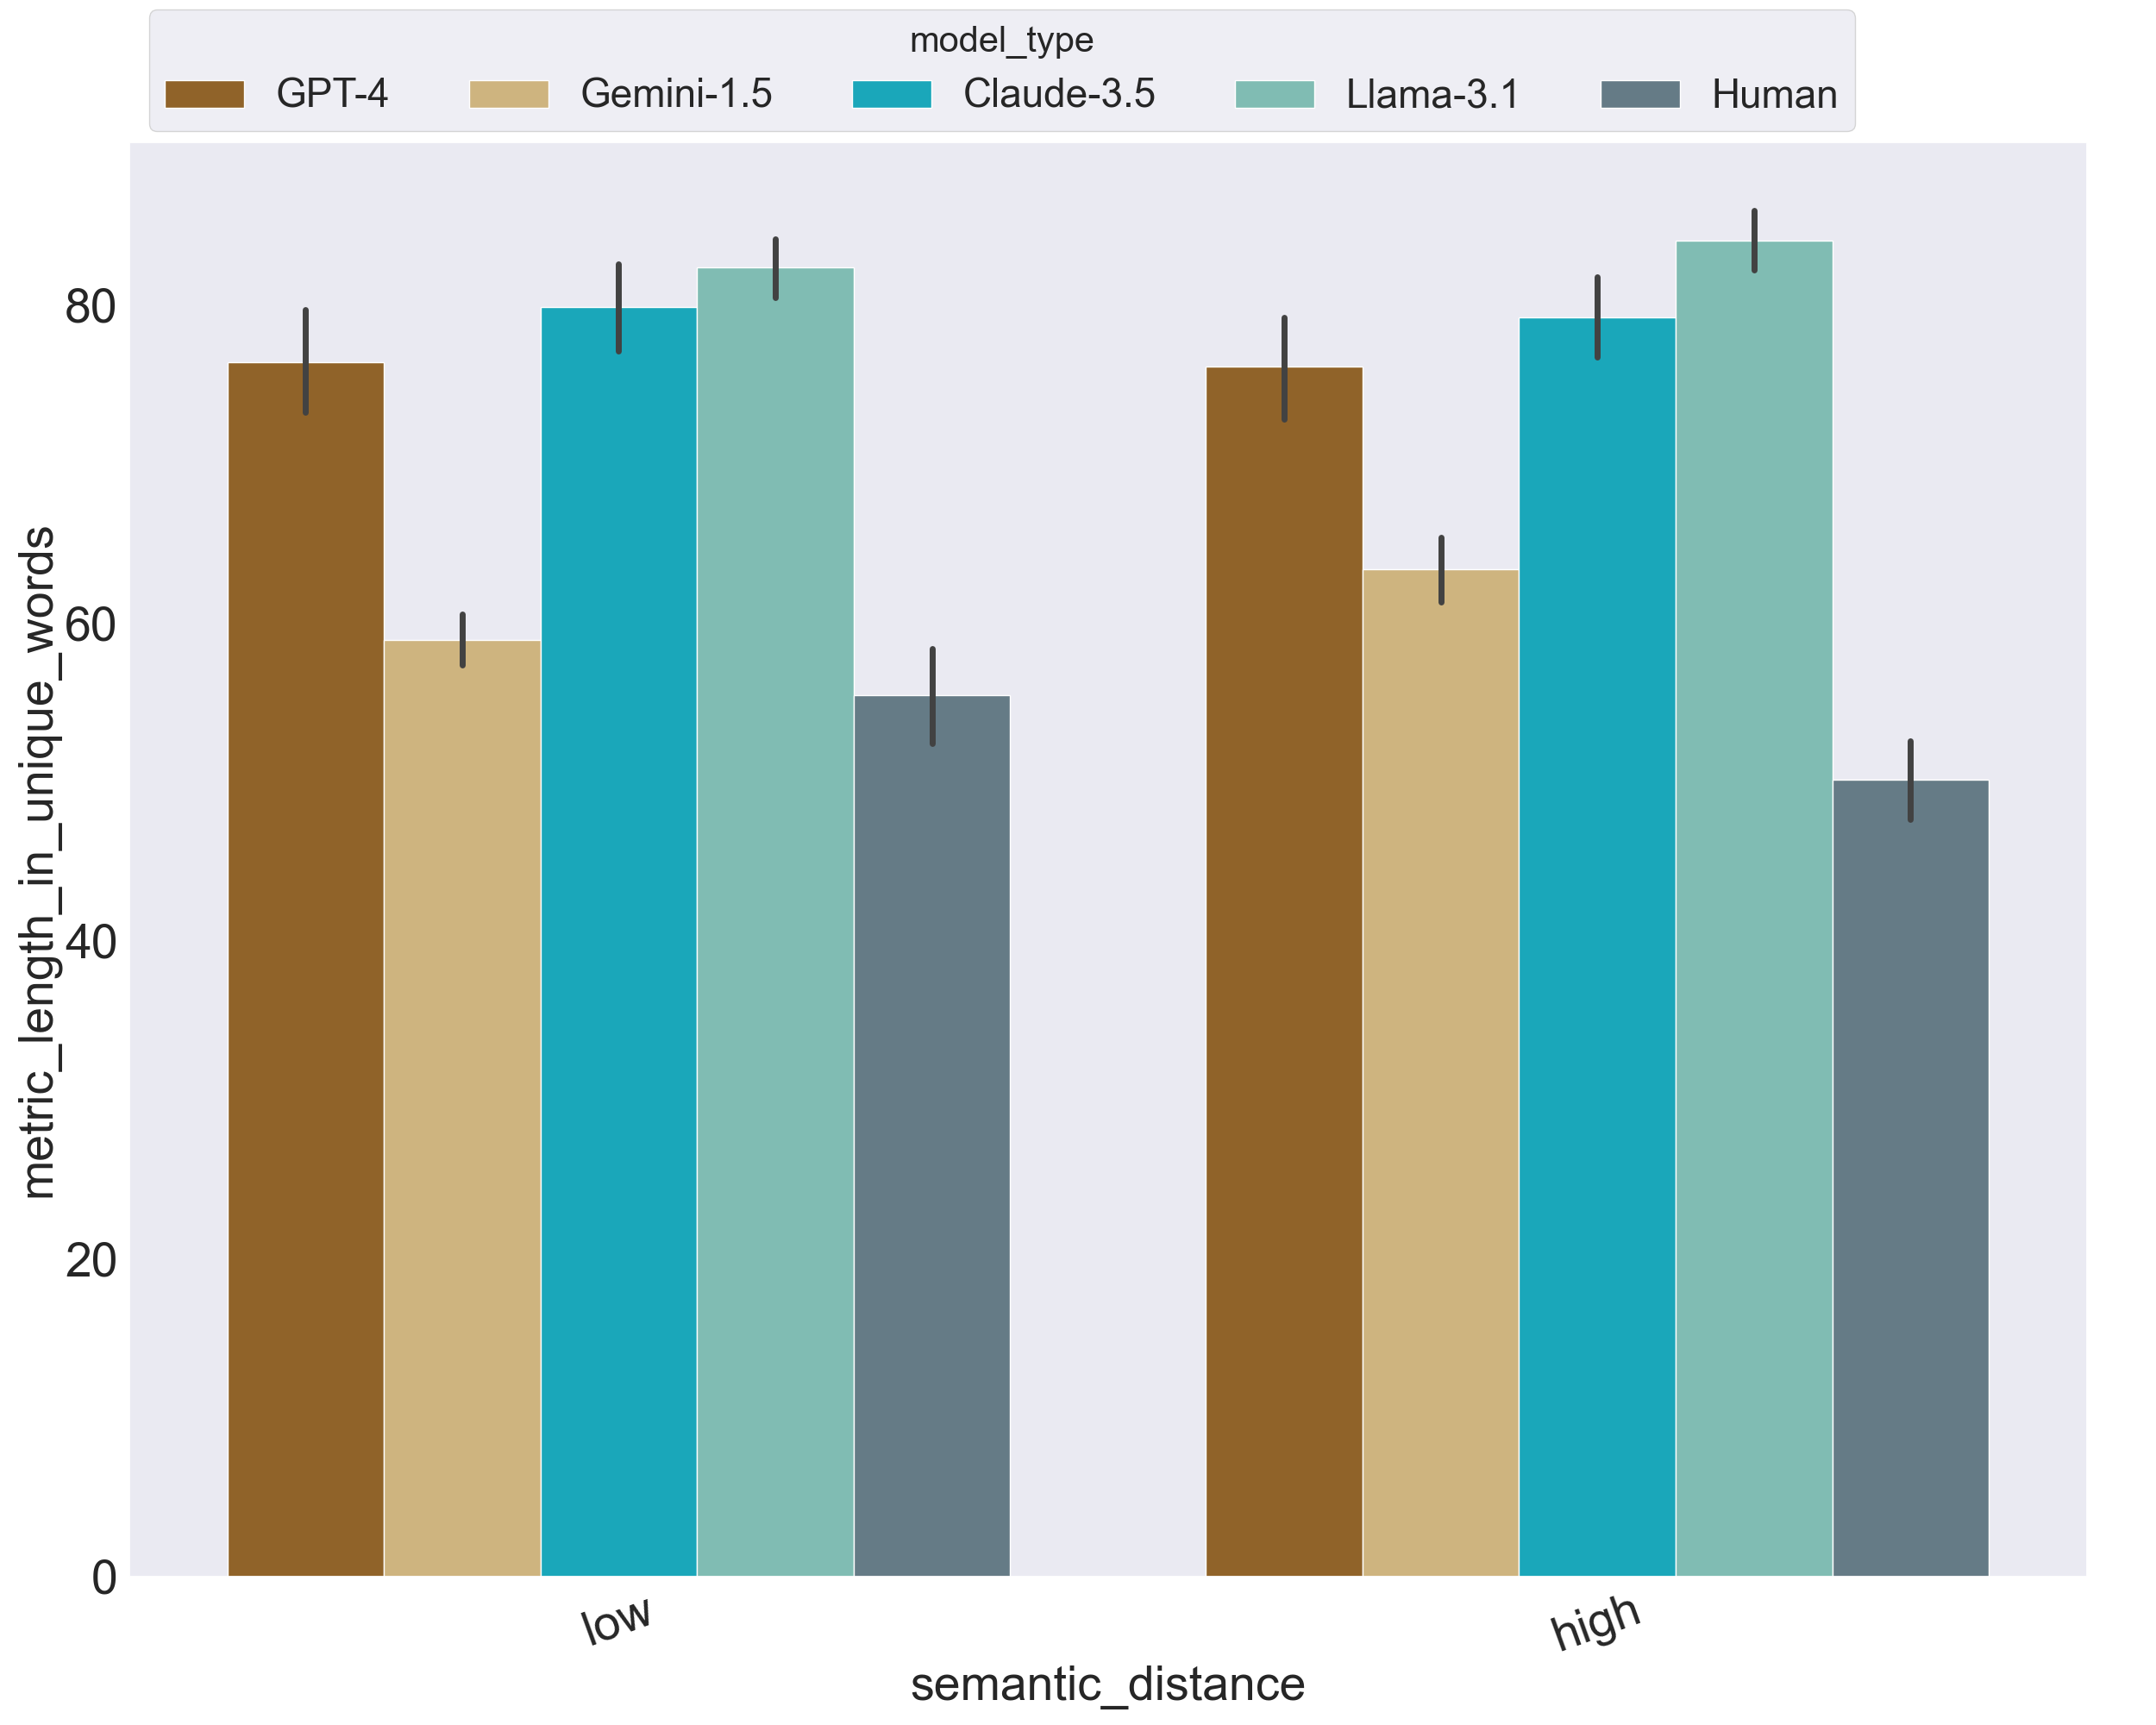 model_type
GPT-4 Gemini-1.5 Claude-3.5 Llama-3.1 Human
metric_length_in_unique_words
80
60
40
20
0
low high
semantic_distance